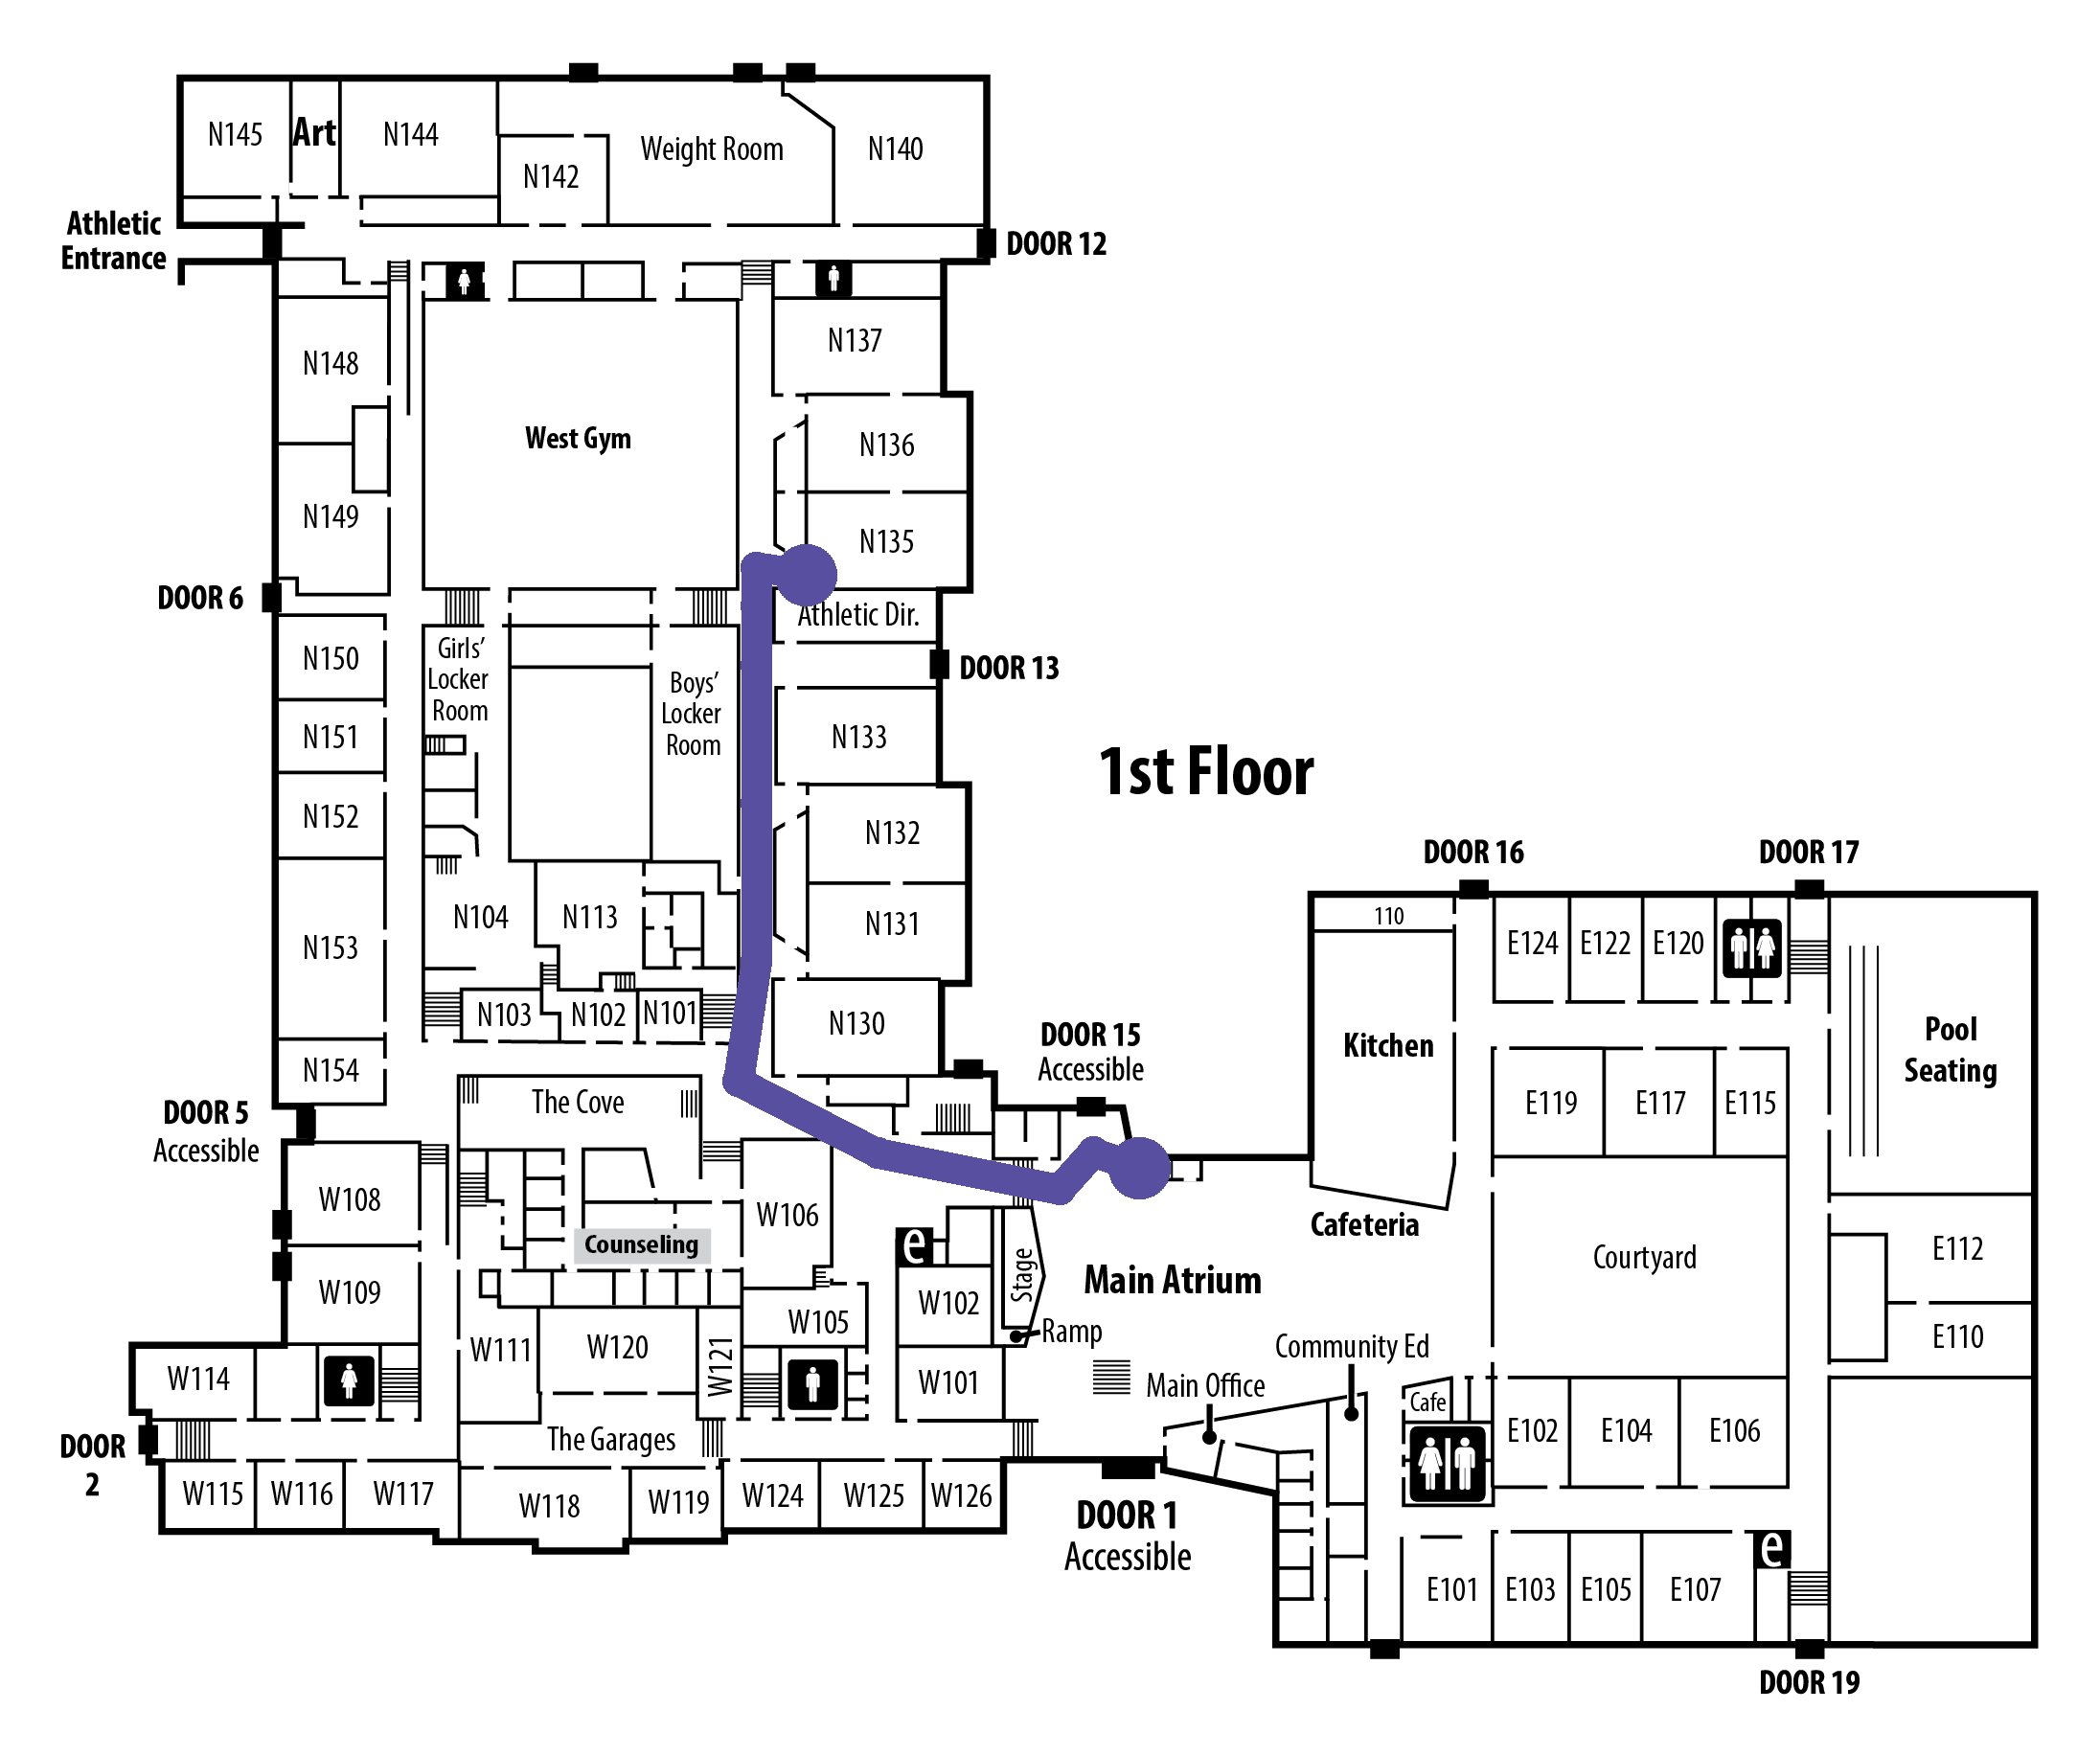 N145
Art
N144
N142
Weight Room
N140
Athletic
Entrance
DOOR 12
N148
N137
West Gym
N136
N149
N135
DOOR 6
Athletic Dir.
N150
Girls'
Locker
Room
Boys'
Locker
Room
DOOR 13
N151
N133
1st Floor
N152
N132
N153
N104
N113
N131
N103
N102
N101
N130
N154
DOOR 15
Accessible
DOOR 16
DOOR 17
110
E124
E122
E120
Kitchen
Pool
Seating
E119
E117
E115
DOOR 5
Accessible
The Cove
W108
W106
Counseling
e
Cafeteria
Courtyard
E112
W109
W102
Stage
Main Atrium
W105
Ramp
E110
W111
W120
W121
Community Ed
W114
W101
Main Office
Cafe
E102
E104
E106
The Garages
DOOR
2
W115
W116
W117
W118
W119
W124
W125
W126
DOOR 1
Accessible
e
E101
E103
E105
E107
DOOR 19